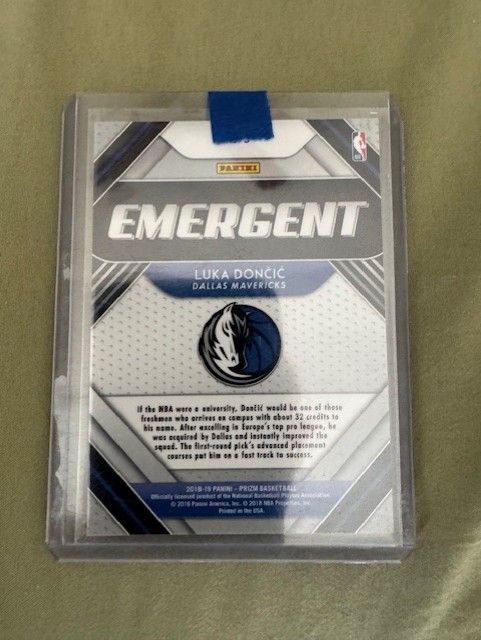 PANINI
EMERGENT
LUKA DONČIĆ
DALLAS MAVERICKS
If the NBA were a university, Dončić would be one of those
freshmen who arrives on campus with about 32 credits to
his name. After excelling in Europe's top pro league, he
was acquired by Dallas and instantly improved the
squad. The first-round pick's advanced placement
courses put him on a fast track to success.
2018-19 PANINI - PRIZM BASKETBALL
Officially licensed product of the National Basketball Players Association.
© 2018 Panini America, Inc. © 2018 NBA Properties, Inc.
Printed in the USA.